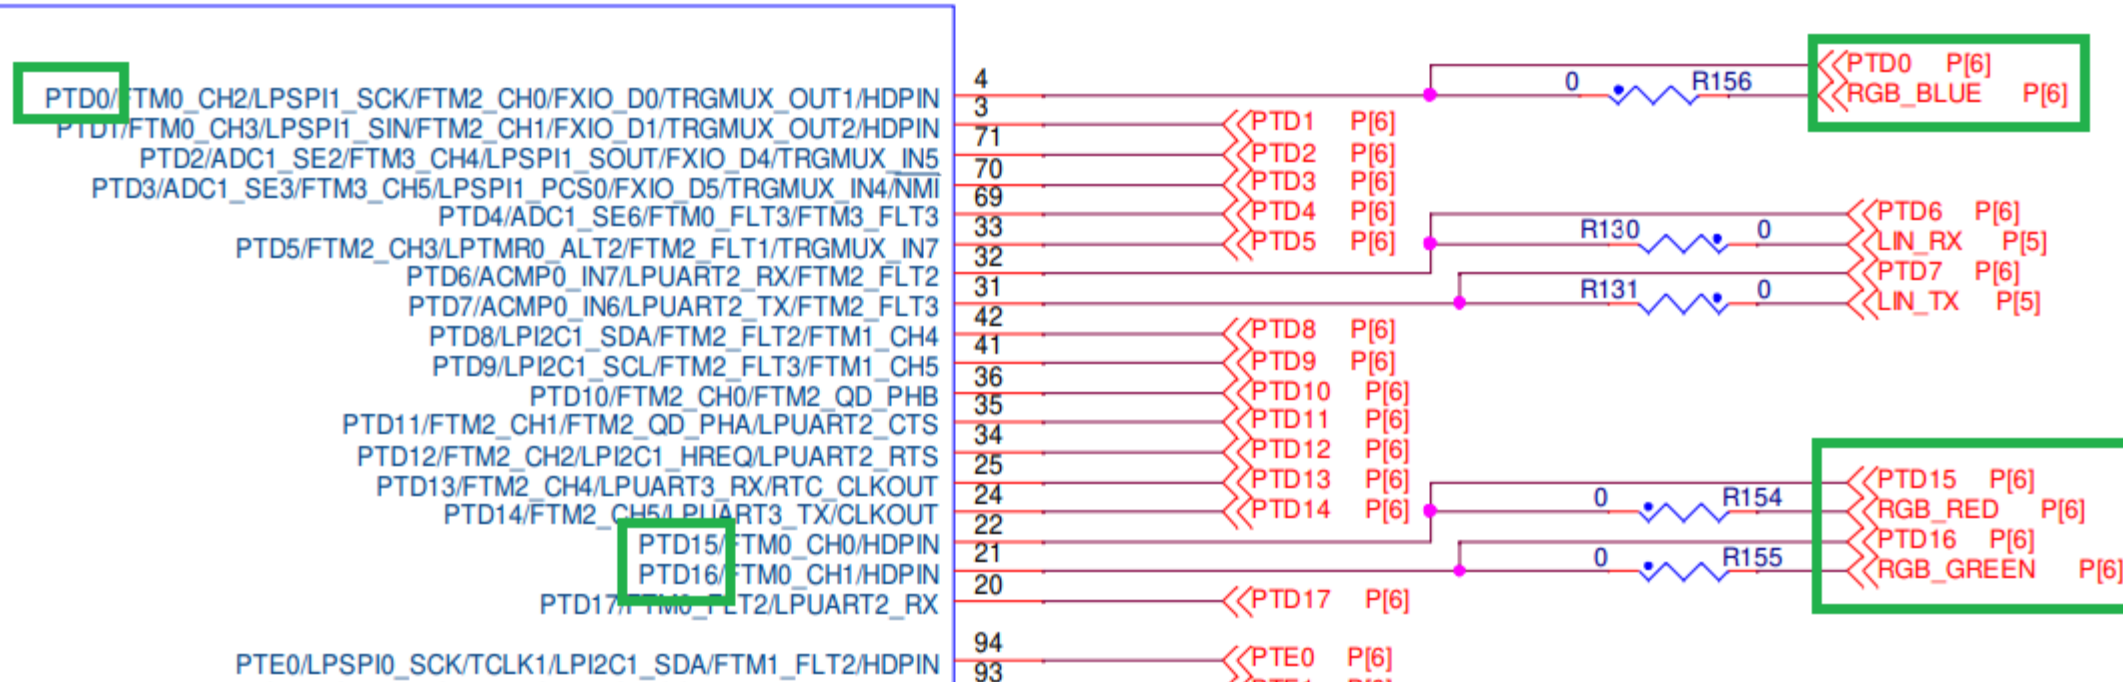 PTD0/FTM0_CH2/LPSPI1_SCK/FTM2_CH0/FXIO_D0/TRGMUX_OUT1/HDPIN 4 0 R156 PTD0 P[6]
RGB_BLUE P[6]
PTD1/FTM0_CH3/LPSPI1_SIN/FTM2_CH1/FXIO_D1/TRGMUX_OUT2/HDPIN 3 PTD1 P[6]
PTD2/ADC1_SE2/FTM3_CH4/LPSPI1_SOUT/FXIO_D4/TRGMUX_IN5 71 PTD2 P[6]
PTD3/ADC1_SE3/FTM3_CH5/LPSPI1_PCS0/FXIO_D5/TRGMUX_IN4/NMI 70 PTD3 P[6]
PTD4/ADC1_SE6/FTM0_FLT3/FTM3_FLT3 69 PTD4 P[6] PTD6 P[6]
PTD5/FTM2_CH3/LPTMR0_ALT2/FTM2_FLT1/TRGMUX_IN7 33 PTD5 P[6] R130 0 LIN_RX P[5]
PTD6/ACMP0_IN7/LPUART2_RX/FTM2_FLT2 32 PTD7 P[6]
PTD7/ACMP0_IN6/LPUART2_TX/FTM2_FLT3 31 R131 0 LIN_TX P[5]
PTD8/LPI2C1_SDA/FTM2_FLT2/FTM1_CH4 42 PTD8 P[6]
PTD9/LPI2C1_SCL/FTM2_FLT3/FTM1_CH5 41 PTD9 P[6]
PTD10/FTM2_CH0/FTM2_QD_PHB 36 PTD10 P[6]
PTD11/FTM2_CH1/FTM2_QD_PHA/LPUART2_CTS 35 PTD11 P[6]
PTD12/FTM2_CH2/LPI2C1_HREQ/LPUART2_RTS 34 PTD12 P[6]
PTD13/FTM2_CH4/LPUART3_RX/RTC_CLKOUT 25 PTD13 P[6] PTD15 P[6]
PTD14/FTM2_CH5/LPUART3_TX/CLKOUT 24 PTD14 P[6] 0 R154 RGB_RED P[6]
PTD15/FTM0_CH0/HDPIN 22 PTD16 P[6]
PTD16/FTM0_CH1/HDPIN 21 0 R155 RGB_GREEN P[6]
PTD17/FTM0_FLT2/LPUART2_RX 20 PTD17 P[6]
PTE0/LPSPI0_SCK/TCLK1/LPI2C1_SDA/FTM1_FLT2/HDPIN 94 PTE0 P[6]
93